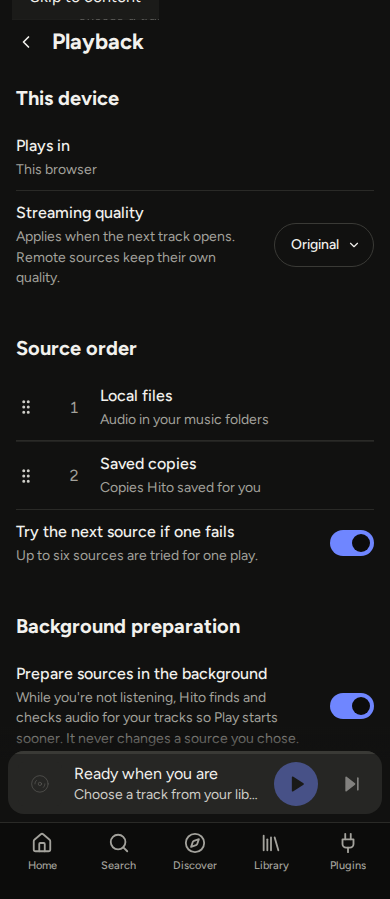 Skip to content
Playback
This device
Plays in
This browser
Streaming quality
Applies when the next track opens.
Remote sources keep their own
quality.
Original
Source order
1
Local files
Audio in your music folders
2
Saved copies
Copies Hito saved for you
Try the next source if one fails
Up to six sources are tried for one play.
Background preparation
Prepare sources in the background
While you're not listening, Hito finds and
checks audio for your tracks so Play starts
sooner. It never changes a source you chose.
Ready when you are
Choose a track from your lib...
Home
Search
Discover
Library
Plugins